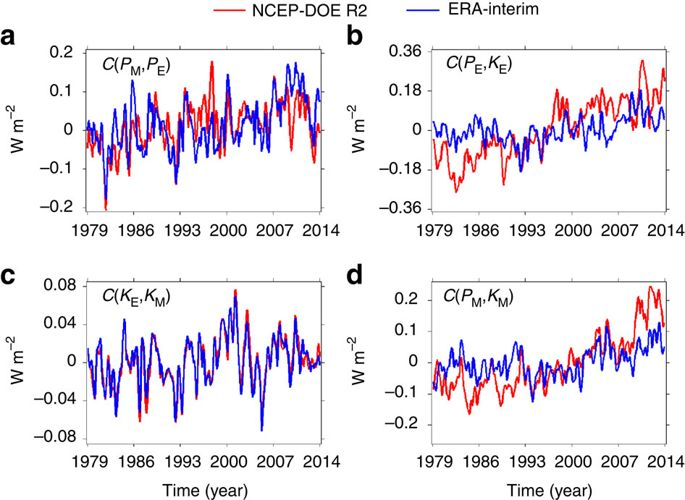 NCEP-DOE R2 ERA-interim
a b
C(PM,PE) C(PE,KE)
0.2 0.1 0 −0.1 −0.2
W m−2
0.36 0.18 0 −0.18 −0.36
W m−2
1979 1986 1993 2000 2007 2014
1979 1986 1993 2000 2007 2014
c d
C(KE,KM) C(PM,KM)
0.08 0.04 0 −0.04 −0.08
W m−2
0.2 0.1 0 −0.1 −0.2
W m−2
1979 1986 1993 2000 2007 2014
1979 1986 1993 2000 2007 2014
Time (year) Time (year)